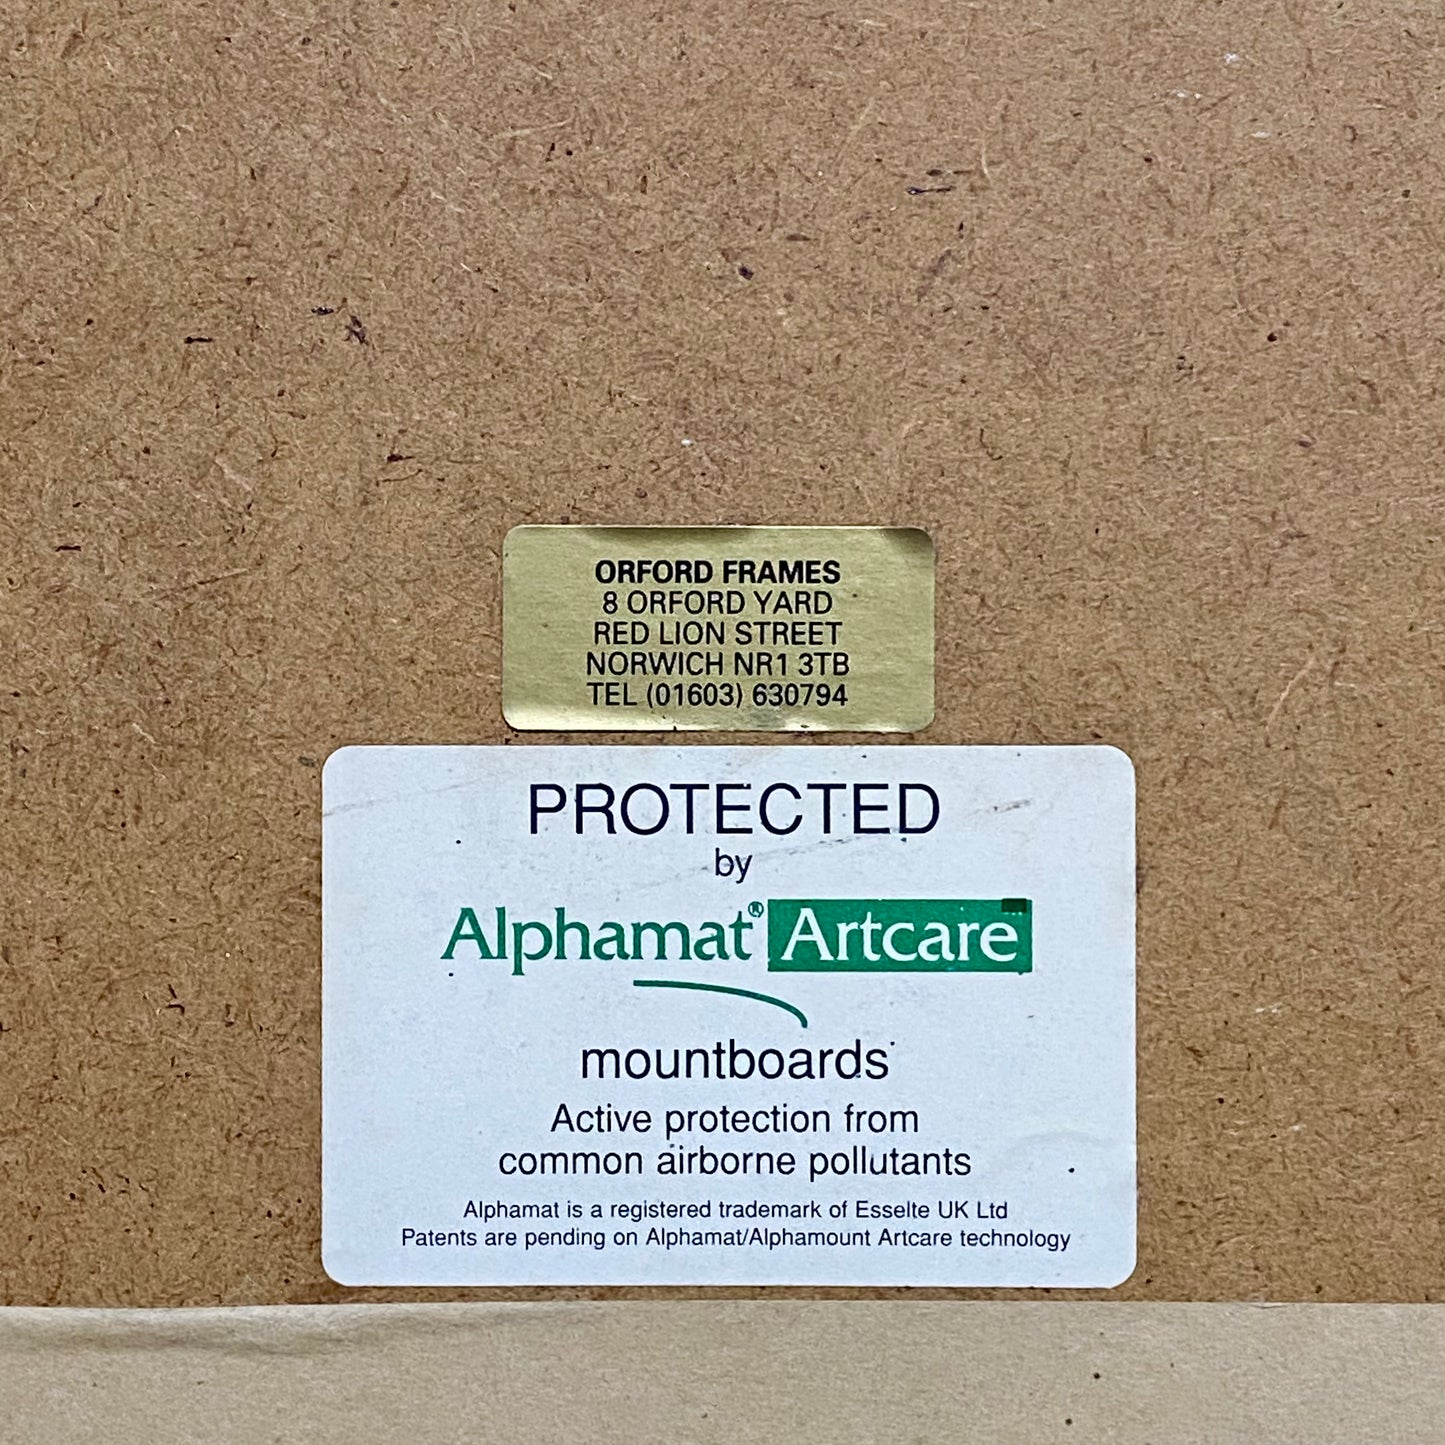 ORFORD FRAMES
8 ORFORD YARD
RED LION STREET
NORWICH NR1 3TB
TEL (01603) 630794
PROTECTED
by
Alphamat® Artcare
mountboards
Active protection from
common airborne pollutants
Alphamat is a registered trademark of Esselte UK Ltd
Patents are pending on Alphamat/Alphamount Artcare technology